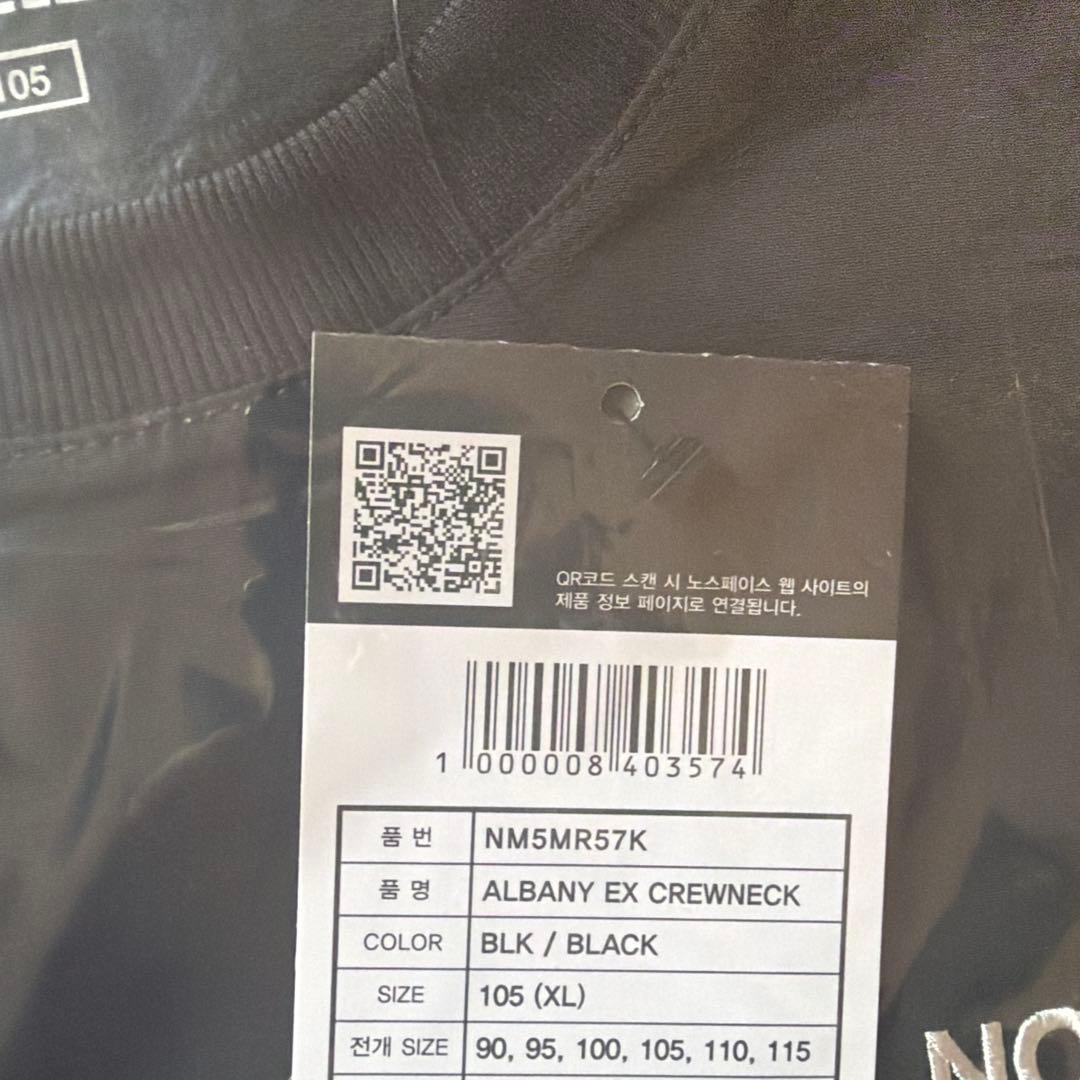 105
QR코드 스캔 시 노스페이스 웹 사이트의
제품 정보 페이지로 연결됩니다.
1 000008 403574
품 번 NM5MR57K
품 명 ALBANY EX CREWNECK
COLOR BLK / BLACK
SIZE 105 (XL)
전개 SIZE 90, 95, 100, 105, 110, 115
NO